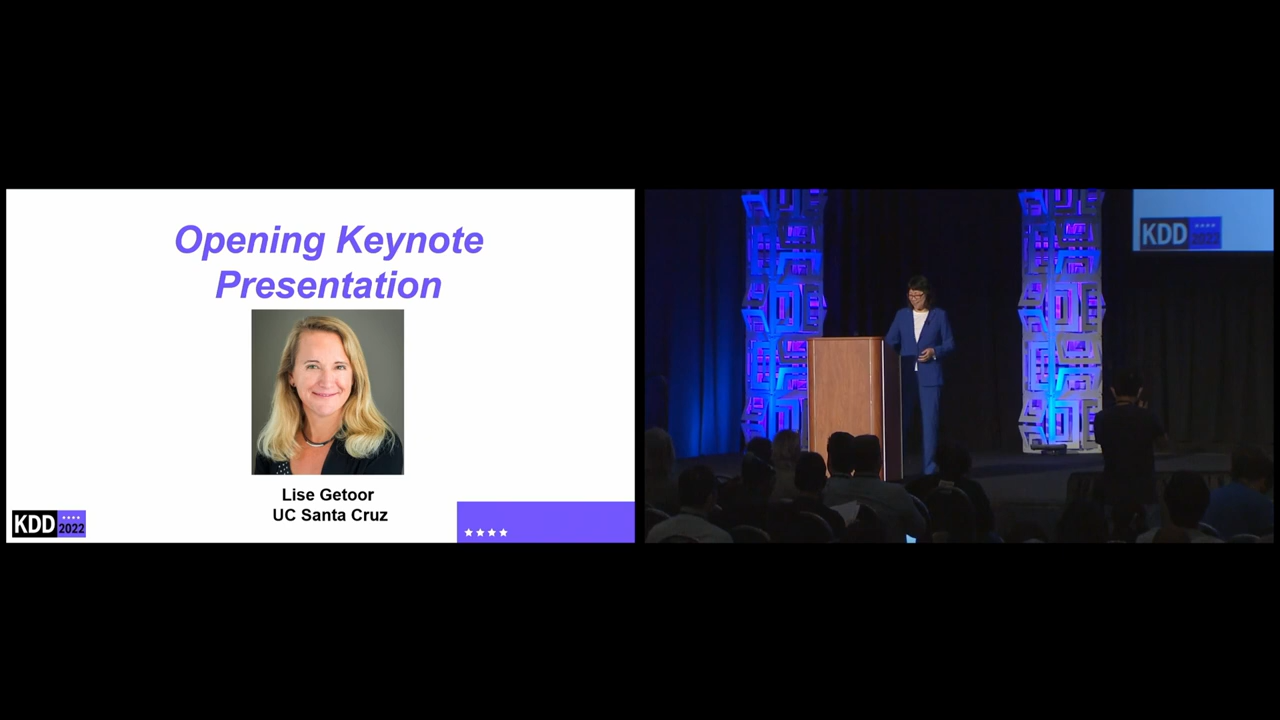 Opening Keynote
Presentation
Lise Getoor
UC Santa Cruz
KDD 2022
KDD 2022